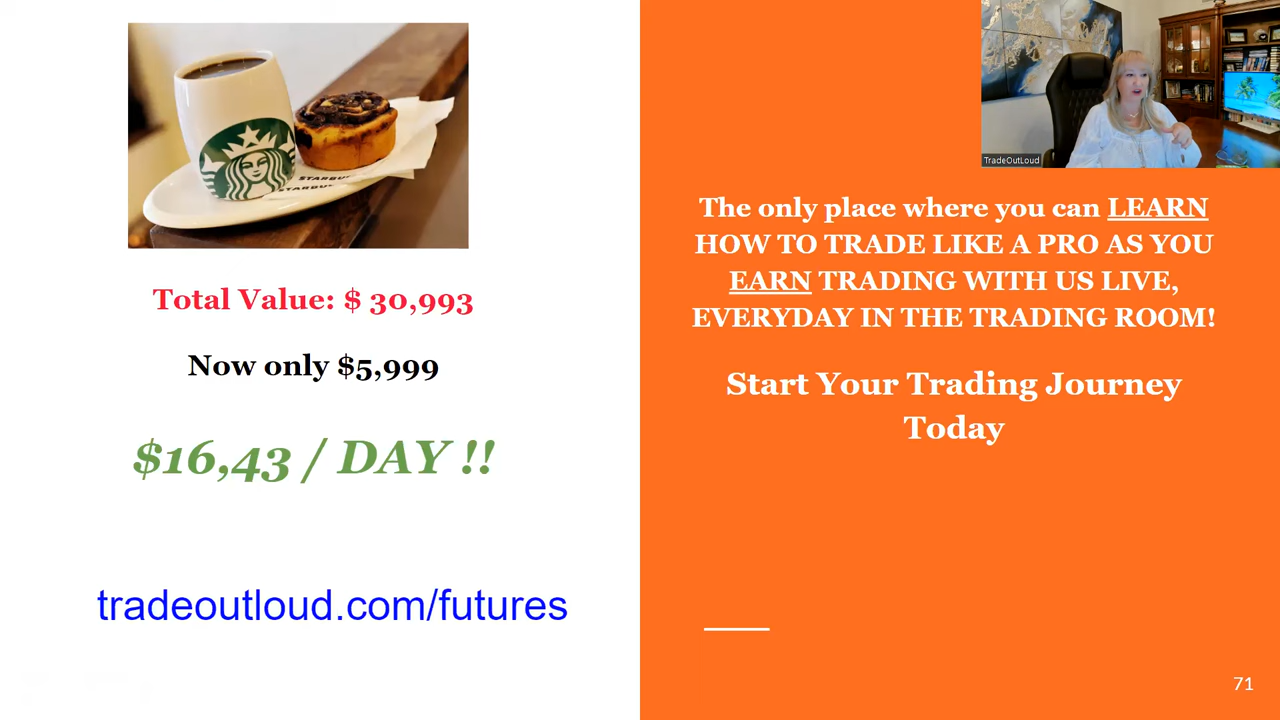 STARBU
STARBU
Total Value: $ 30,993
Now only $5,999
$16,43 / DAY !!
tradeoutloud.com/futures
TradeOutLoud
The only place where you can LEARN
HOW TO TRADE LIKE A PRO AS YOU
EARN TRADING WITH US LIVE,
EVERYDAY IN THE TRADING ROOM!
Start Your Trading Journey
Today
71